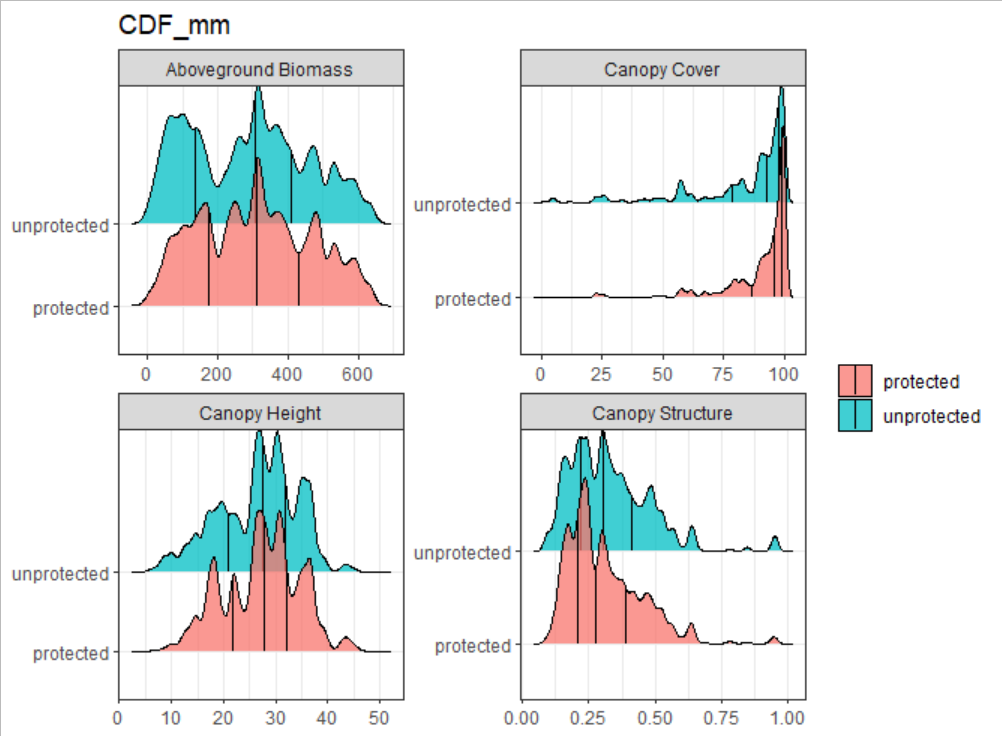 CDF_mm
Aboveground Biomass
unprotected
protected
0 200 400 600
Canopy Cover
unprotected
protected
0 25 50 75 100
Canopy Height
unprotected
protected
0 10 20 30 40 50
Canopy Structure
unprotected
protected
0.00 0.25 0.50 0.75 1.00
protected
unprotected